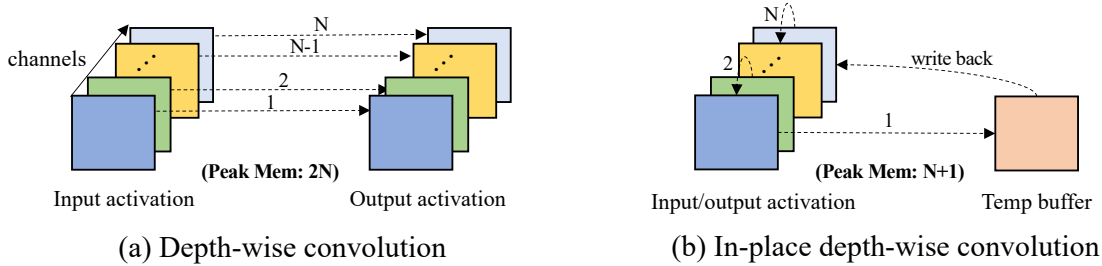 channels
N
N-1
2
1
(Peak Mem: 2N)
Input activation
Output activation
(a) Depth-wise convolution
N
2
write back
1
(Peak Mem: N+1)
Input/output activation
Temp buffer
(b) In-place depth-wise convolution